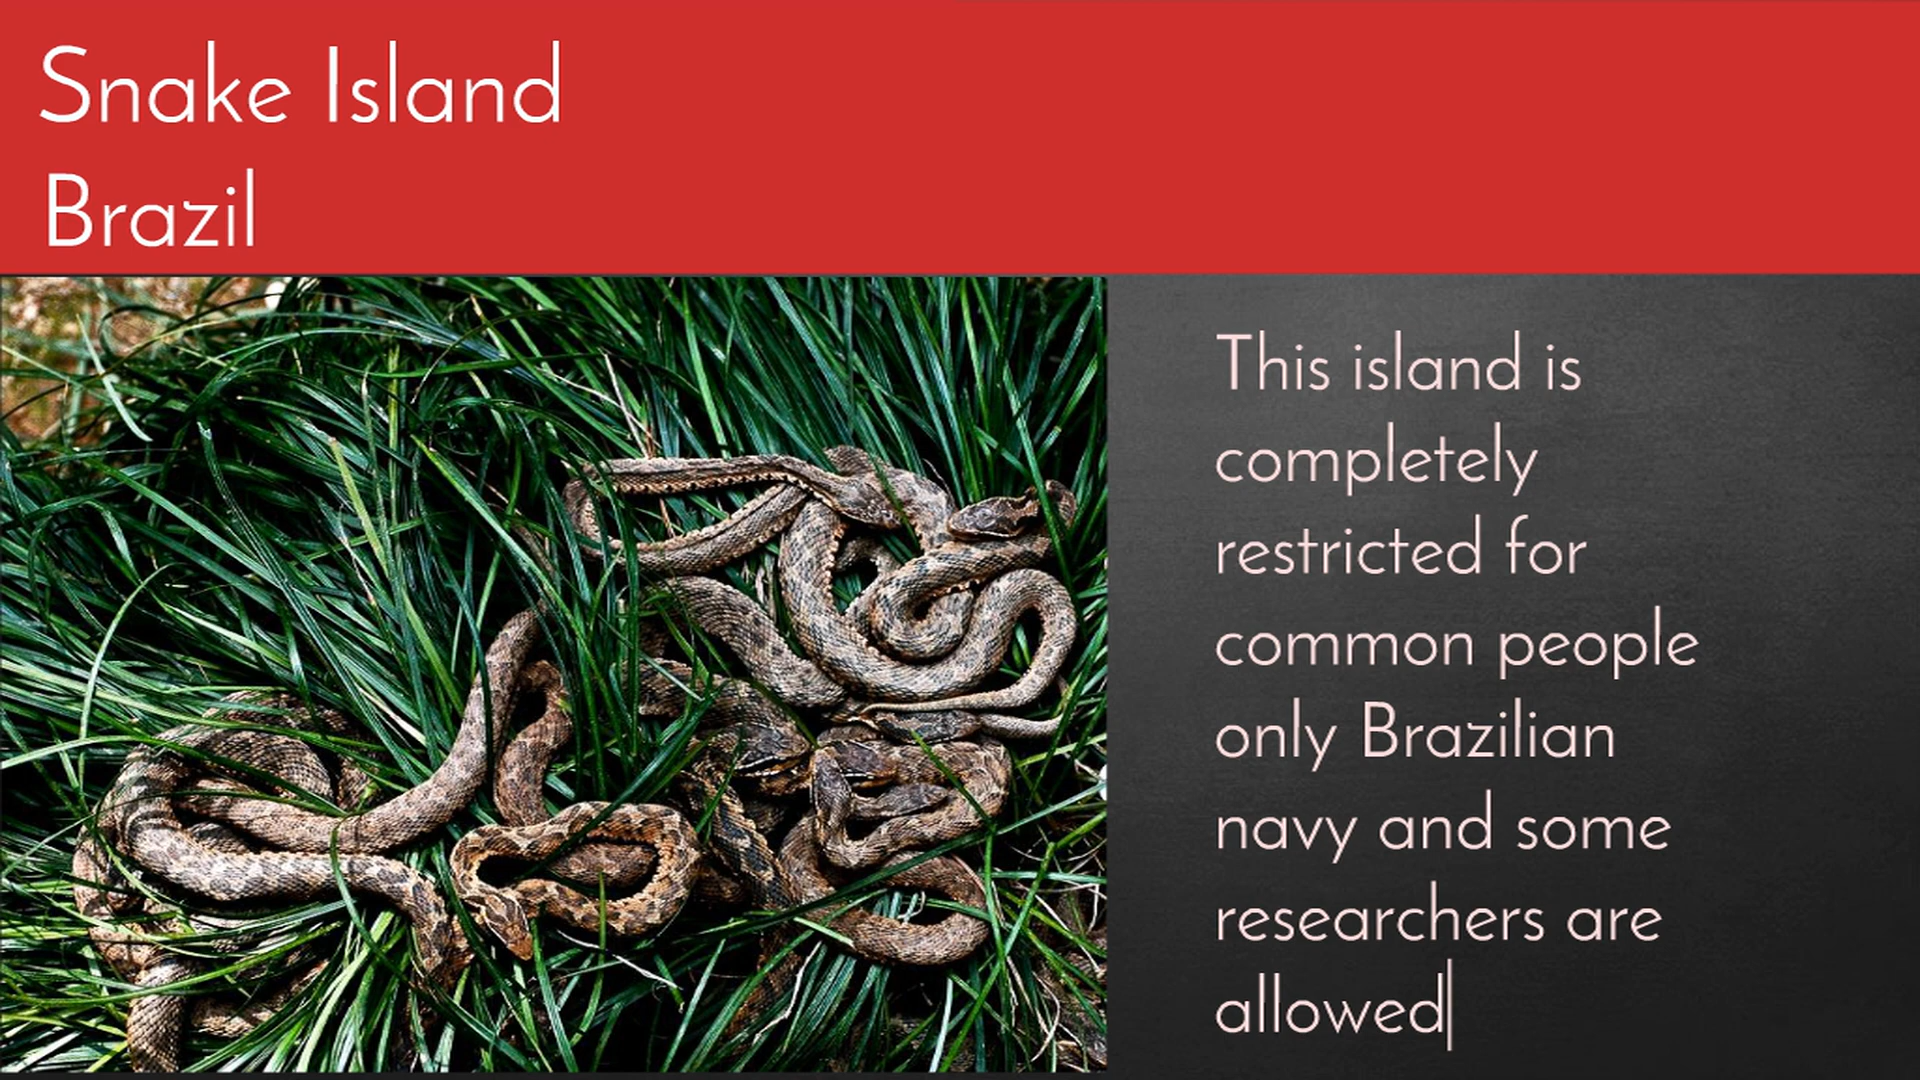 Snake Island
Brazil
This island is
completely
restricted for
common people
only Brazilian
navy and some
researchers are
allowed